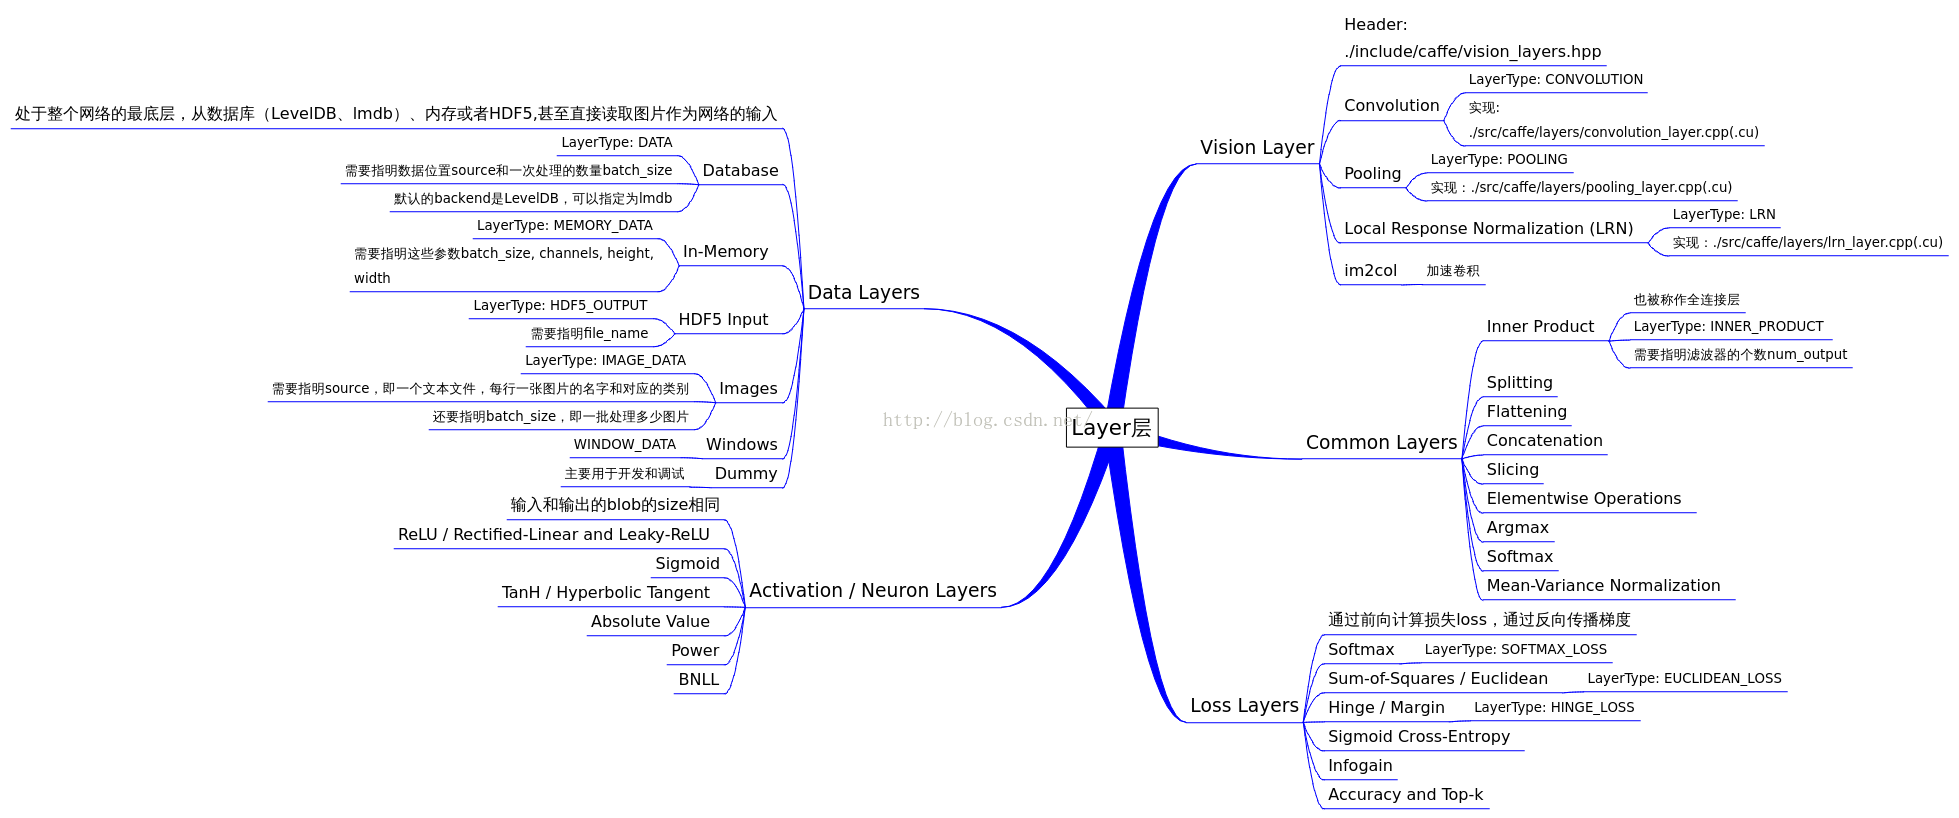 Layer层
http://blog.csdn.net/
Vision Layer
Header:
./include/caffe/vision_layers.hpp
Convolution
LayerType: CONVOLUTION
实现:
./src/caffe/layers/convolution_layer.cpp(.cu)
Pooling
LayerType: POOLING
实现：./src/caffe/layers/pooling_layer.cpp(.cu)
Local Response Normalization (LRN)
LayerType: LRN
实现：./src/caffe/layers/lrn_layer.cpp(.cu)
im2col
加速卷积
Common Layers
Inner Product
也被称作全连接层
LayerType: INNER_PRODUCT
需要指明滤波器的个数num_output
Splitting
Flattening
Concatenation
Slicing
Elementwise Operations
Argmax
Softmax
Mean-Variance Normalization
Loss Layers
通过前向计算损失loss，通过反向传播梯度
Softmax
LayerType: SOFTMAX_LOSS
Sum-of-Squares / Euclidean
LayerType: EUCLIDEAN_LOSS
Hinge / Margin
LayerType: HINGE_LOSS
Sigmoid Cross-Entropy
Infogain
Accuracy and Top-k
Data Layers
处于整个网络的最底层，从数据库（LevelDB、lmdb）、内存或者HDF5,甚至直接读取图片作为网络的输入
Database
LayerType: DATA
需要指明数据位置source和一次处理的数量batch_size
默认的backend是LevelDB，可以指定为lmdb
In-Memory
LayerType: MEMORY_DATA
需要指明这些参数batch_size, channels, height,
width
HDF5 Input
LayerType: HDF5_OUTPUT
需要指明file_name
Images
LayerType: IMAGE_DATA
需要指明source，即一个文本文件，每行一张图片的名字和对应的类别
还要指明batch_size，即一批处理多少图片
Windows
WINDOW_DATA
Dummy
主要用于开发和调试
Activation / Neuron Layers
输入和输出的blob的size相同
ReLU / Rectified-Linear and Leaky-ReLU
Sigmoid
TanH / Hyperbolic Tangent
Absolute Value
Power
BNLL